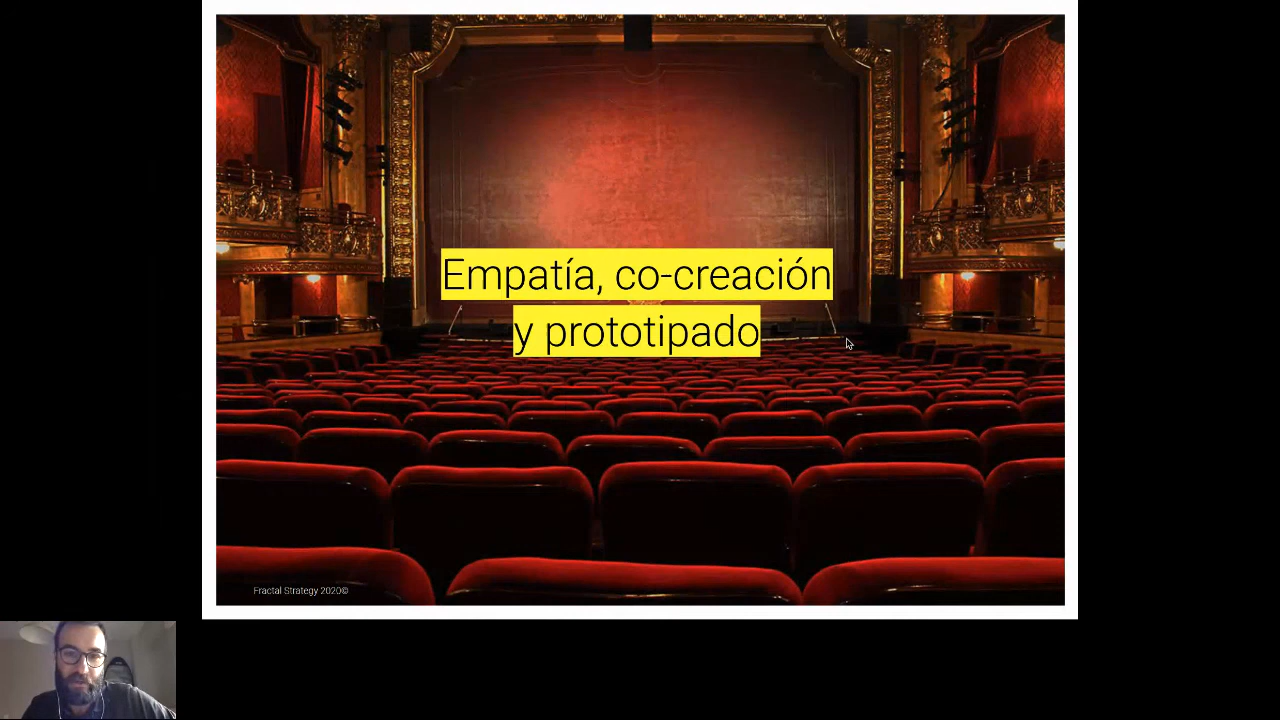 Empatía, co-creación
y prototipado
Fractal Strategy 2020©